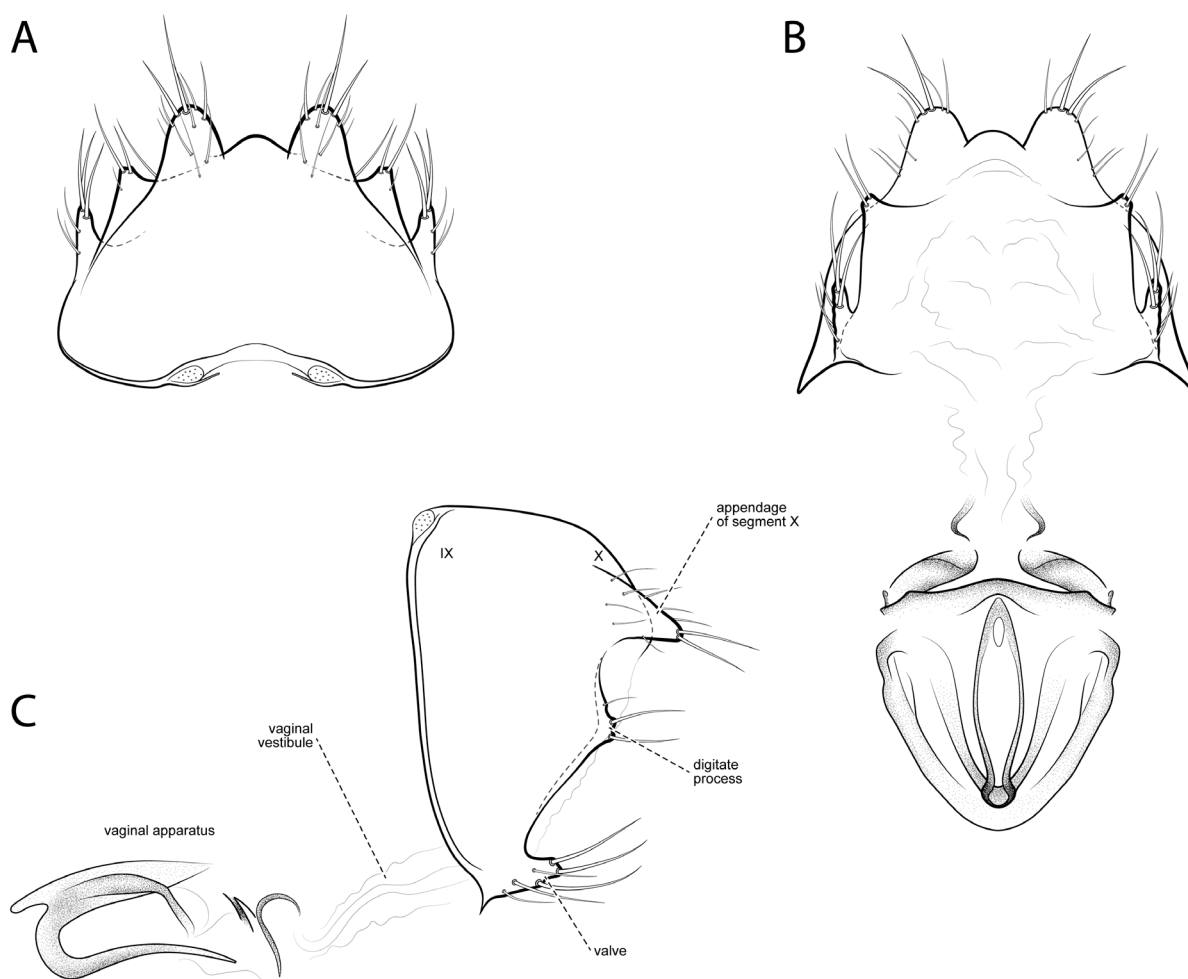 A
B
appendage
of segment X
X
IX
C
vaginal
vestibule
digitate
process
vaginal apparatus
valve